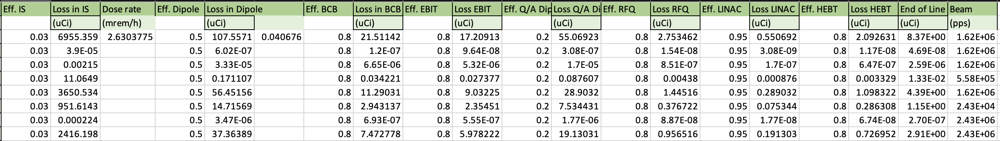 Eff. IS Loss in IS Dose rate Eff. Dipole Loss in Dipole Eff. BCB Loss in BCB Eff. EBIT Loss EBIT Eff. Q/A Dip Loss Q/A Di Eff. RFQ Loss RFQ Eff. LINAC Loss LINAC Eff. HEBT Loss HEBT End of Line Beam
(uCi) (mrem/h) (uCi) (uCi) (uCi) (uCi) (uCi) (uCi) (uCi) (uCi) (pps)
0.03 6955.359 2.6303775 0.5 107.5571 0.040676 0.8 21.51142 0.8 17.20913 0.2 55.06923 0.8 2.753462 0.95 0.550692 0.8 2.092631 8.37E+00 1.62E+06
0.03 3.9E-05 0.5 6.02E-07 0.8 1.2E-07 0.8 9.64E-08 0.2 3.08E-07 0.8 1.54E-08 0.95 3.08E-09 0.8 1.17E-08 4.69E-08 1.62E+06
0.03 0.00215 0.5 3.33E-05 0.8 6.65E-06 0.8 5.32E-06 0.2 1.7E-05 0.8 8.51E-07 0.95 1.7E-07 0.8 6.47E-07 2.59E-06 1.62E+06
0.03 11.0649 0.5 0.171107 0.8 0.034221 0.8 0.027377 0.2 0.087607 0.8 0.00438 0.95 0.000876 0.8 0.003329 1.33E-02 5.58E+05
0.03 3650.534 0.5 56.45156 0.8 11.29031 0.8 9.03225 0.2 28.9032 0.8 1.44516 0.95 0.289032 0.8 1.098322 4.39E+00 1.62E+06
0.03 951.6143 0.5 14.71569 0.8 2.943137 0.8 2.35451 0.2 7.534431 0.8 0.376722 0.95 0.075344 0.8 0.286308 1.15E+00 2.43E+04
0.03 0.000224 0.5 3.47E-06 0.8 6.93E-07 0.8 5.55E-07 0.2 1.77E-06 0.8 8.87E-08 0.95 1.77E-08 0.8 6.74E-08 2.70E-07 2.43E+06
0.03 2416.198 0.5 37.36389 0.8 7.472778 0.8 5.978222 0.2 19.13031 0.8 0.956516 0.95 0.191303 0.8 0.726952 2.91E+00 2.43E+06